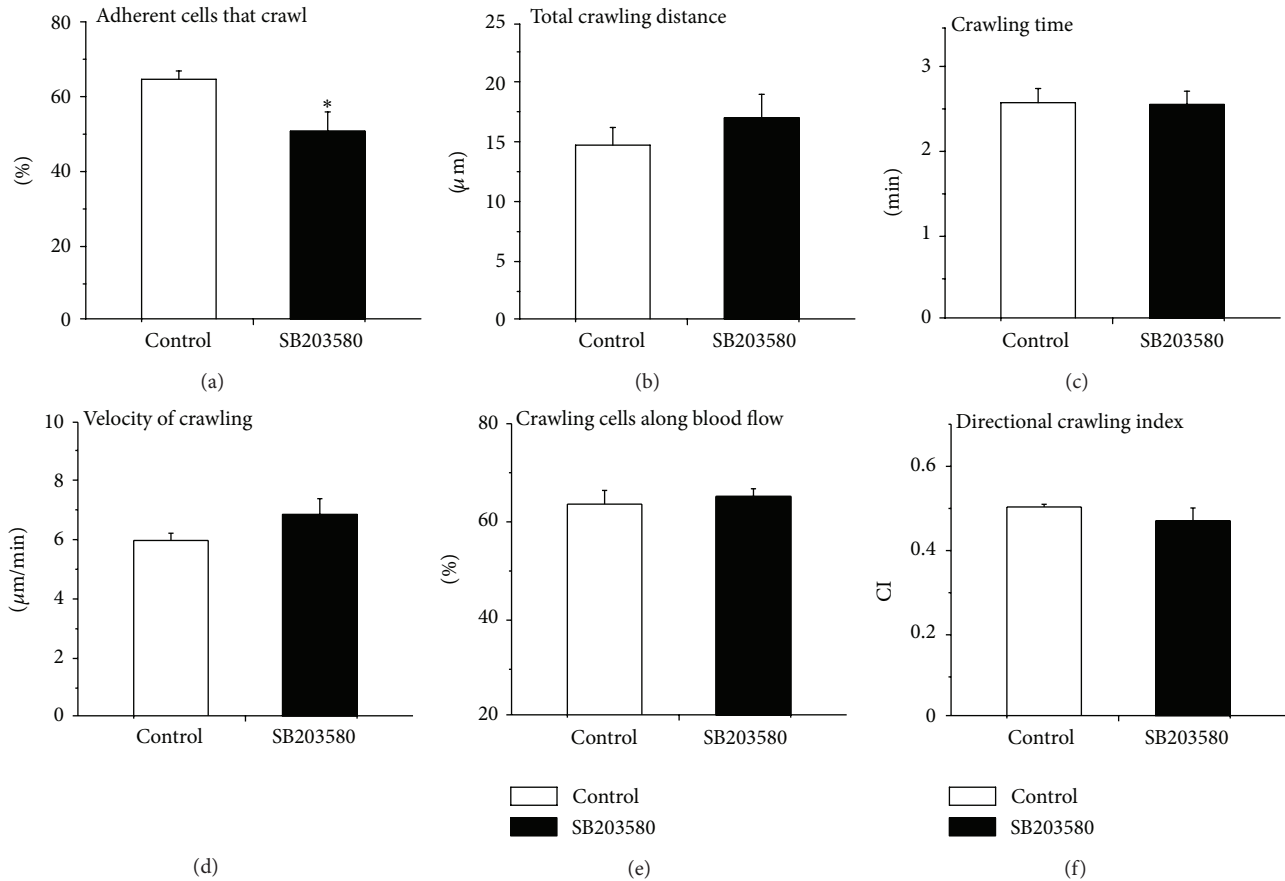 Adherent cells that crawl
80
60
40
20
0
(%)
*
Control
SB203580
(a)
Total crawling distance
25
20
15
10
5
0
(μm)
Control
SB203580
(b)
Crawling time
3
2
1
0
(min)
Control
SB203580
(c)
Velocity of crawling
10
8
6
4
2
0
(μm/min)
Control
SB203580
(d)
Crawling cells along blood flow
80
60
40
20
(%)
Control
SB203580
Control
SB203580
(e)
Directional crawling index
0.6
0.4
0.2
0
CI
Control
SB203580
Control
SB203580
(f)